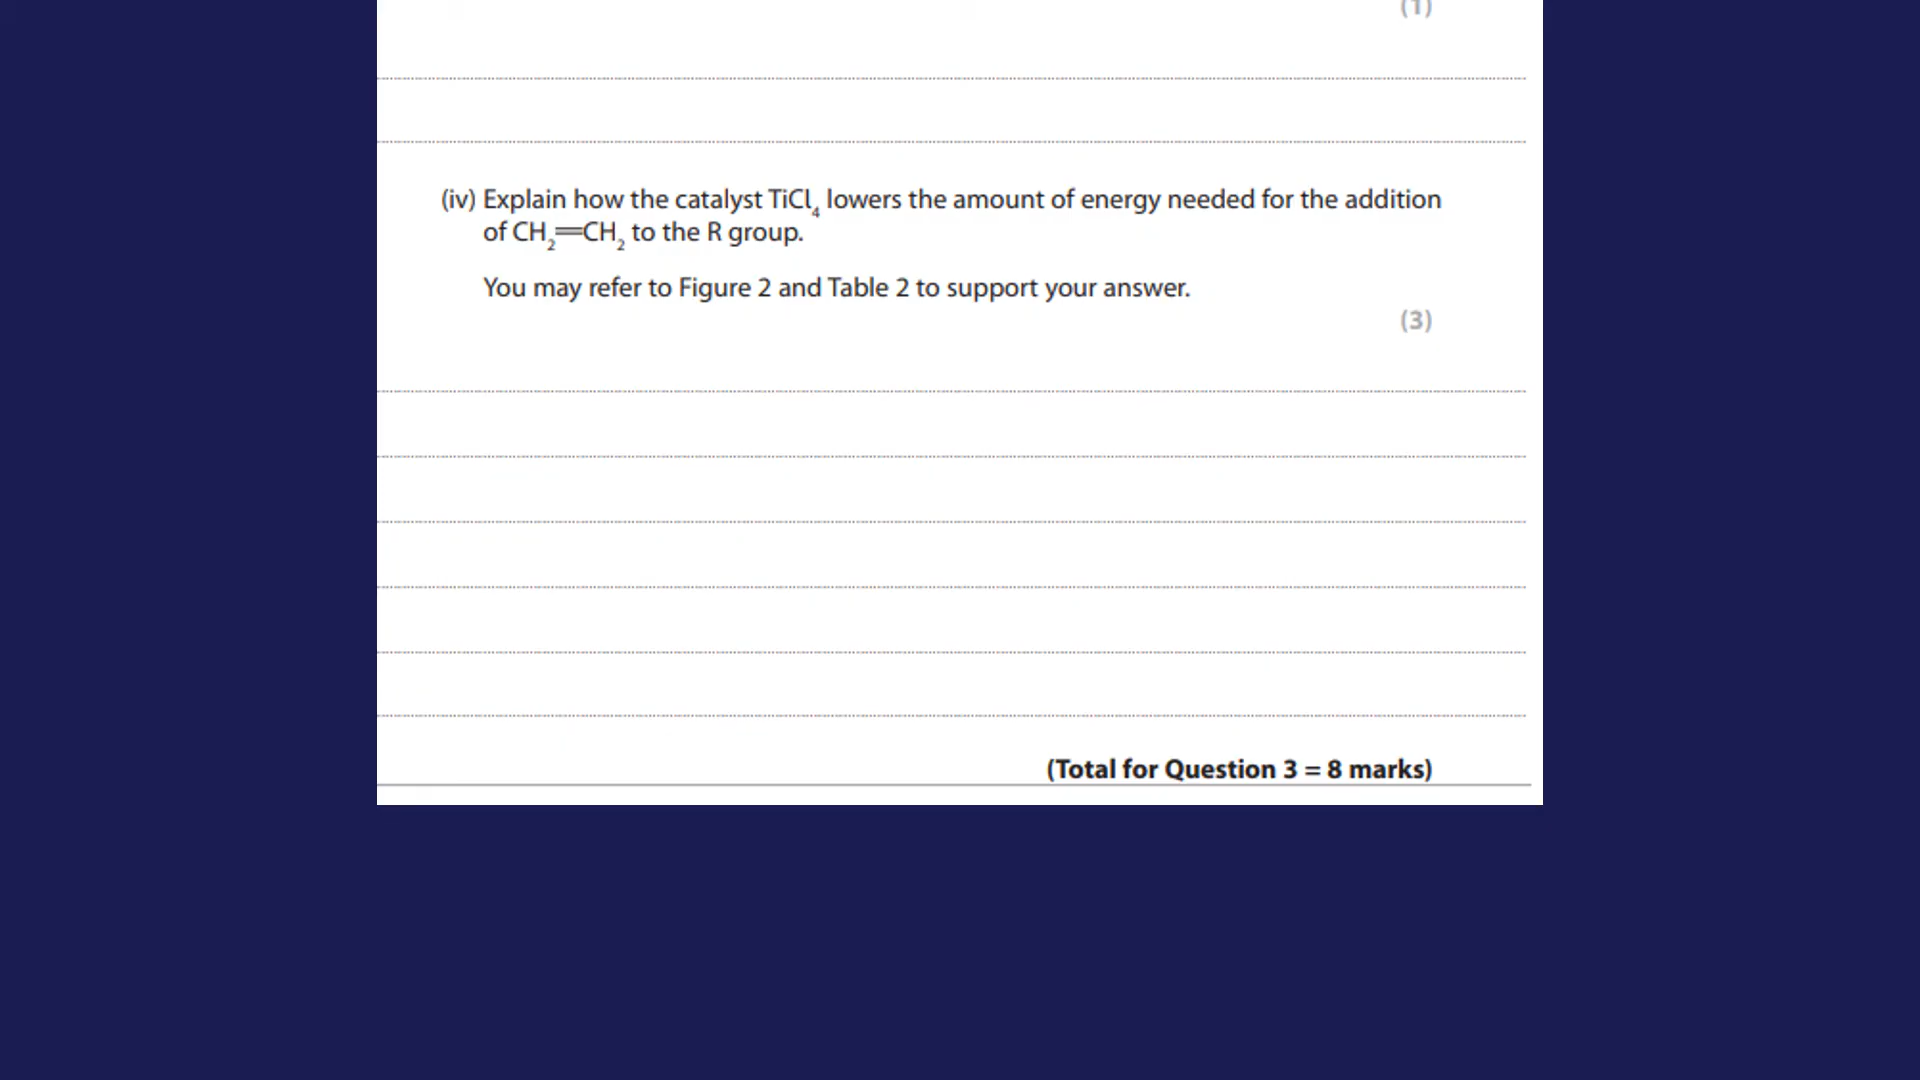 (1)
(iv) Explain how the catalyst TiCl₄ lowers the amount of energy needed for the addition
of CH₂═CH₂ to the R group.
You may refer to Figure 2 and Table 2 to support your answer.
(3)
(Total for Question 3 = 8 marks)